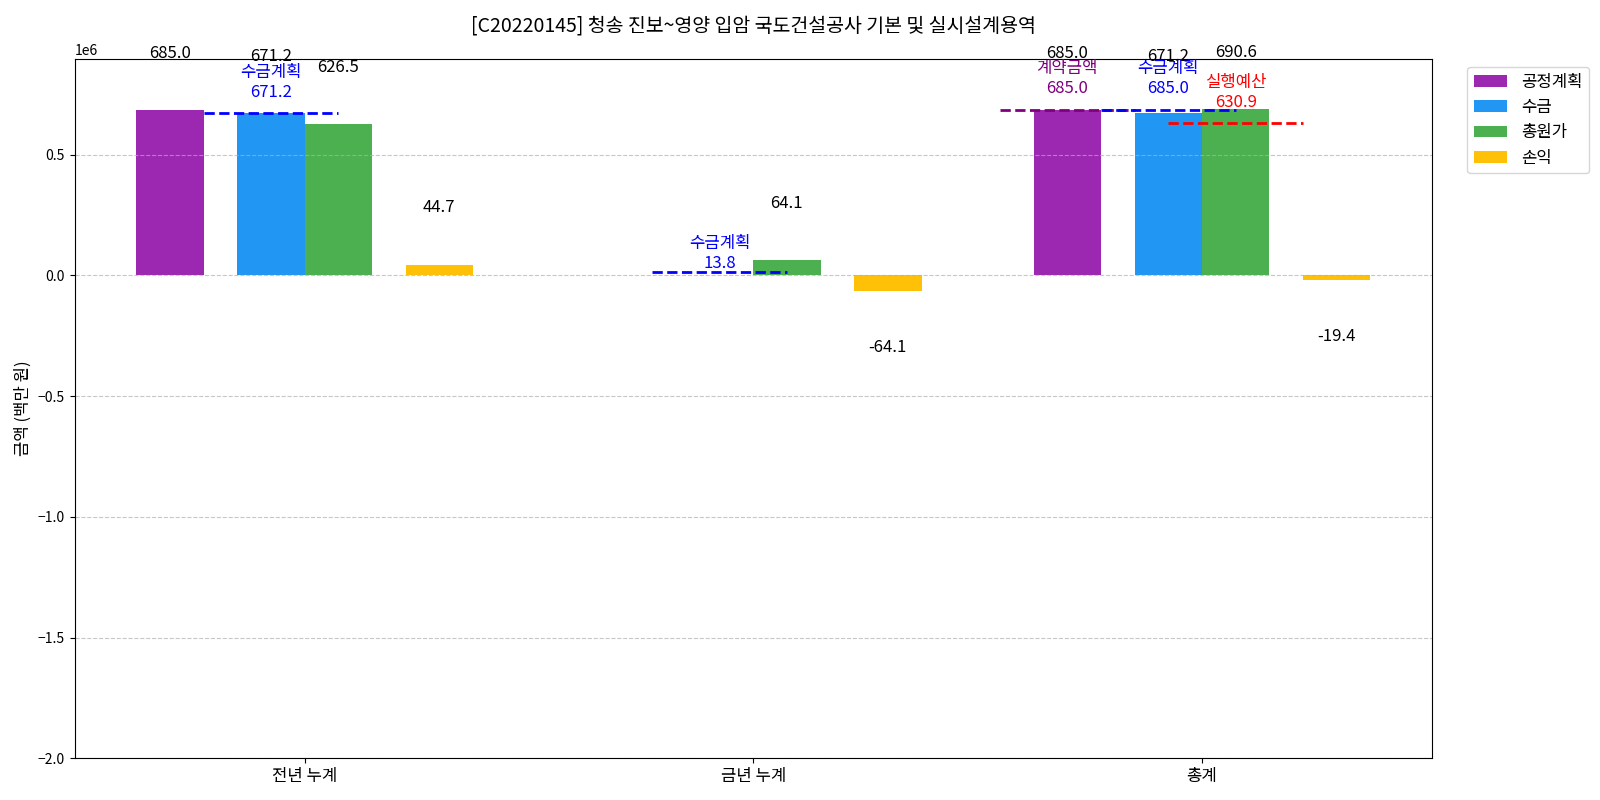 [C20220145] 청송 진보~영양 입암 국도건설공사 기본 및 실시설계용역
1e6
685.0
671.2
수금계획
671.2
626.5
44.7
수금계획
13.8
64.1
-64.1
685.0
계약금액
685.0
671.2
수금계획
685.0
690.6
실행예산
630.9
-19.4
공정계획
수금
총원가
손익
금액 (백만 원)
0.5
0.0
−0.5
−1.0
−1.5
−2.0
전년 누계
금년 누계
총계